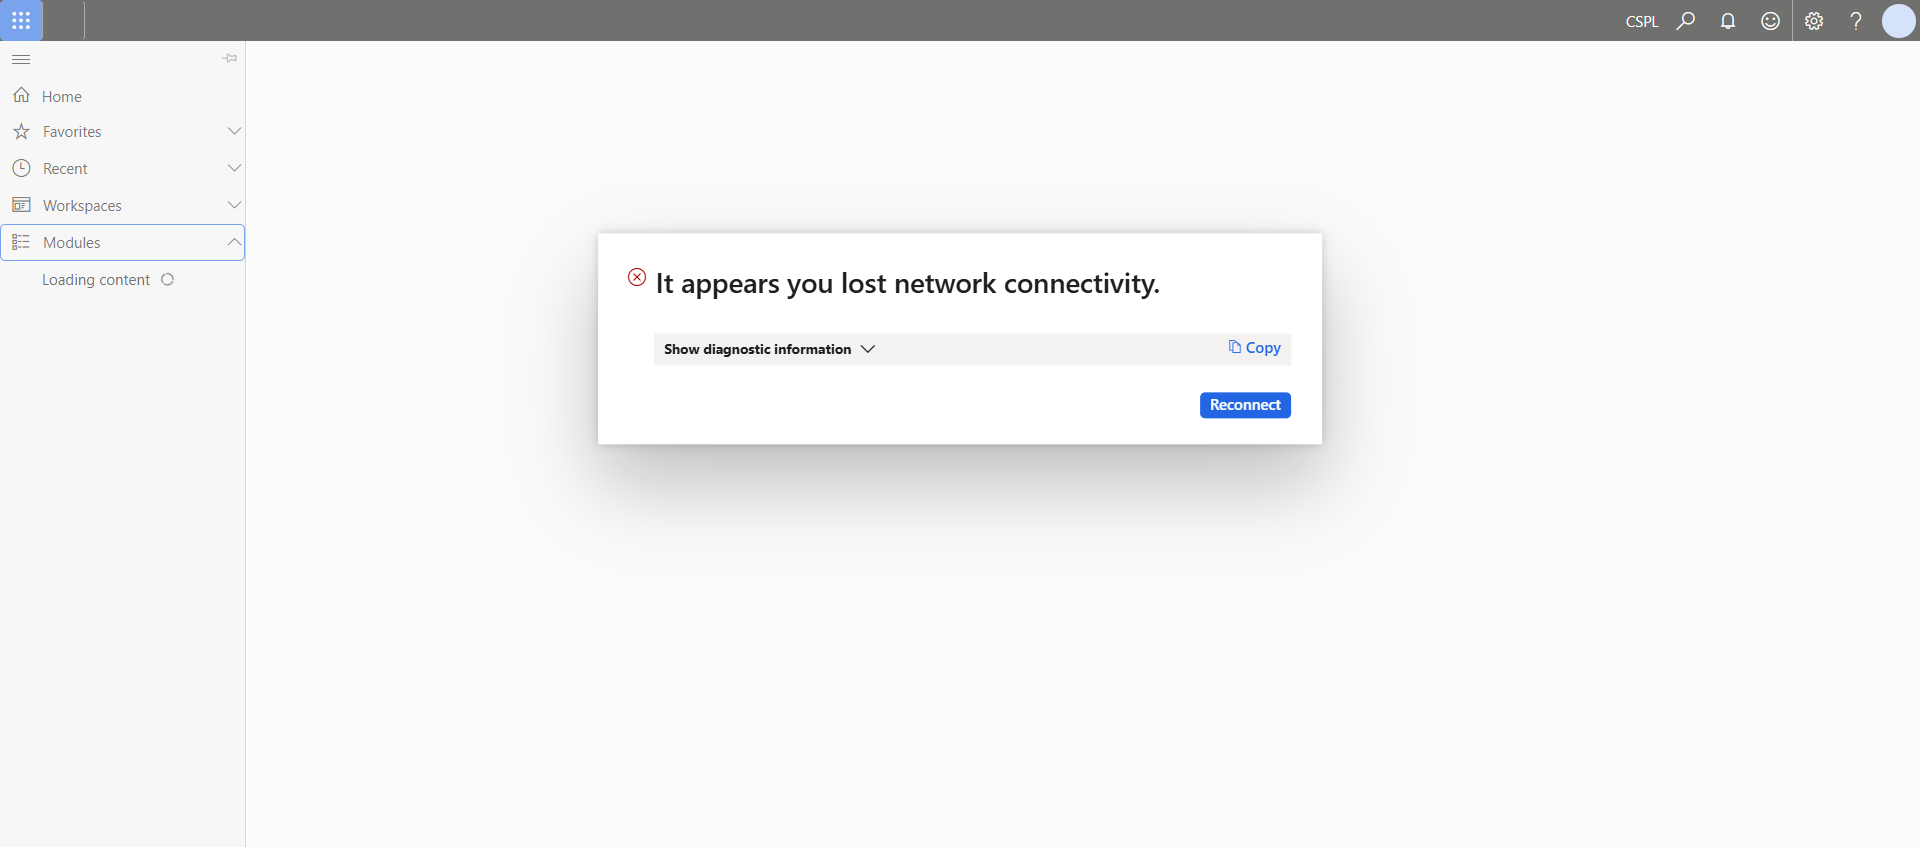 CSPL
Home
Favorites
Recent
Workspaces
Modules
Loading content
It appears you lost network connectivity.
Show diagnostic information
Copy
Reconnect